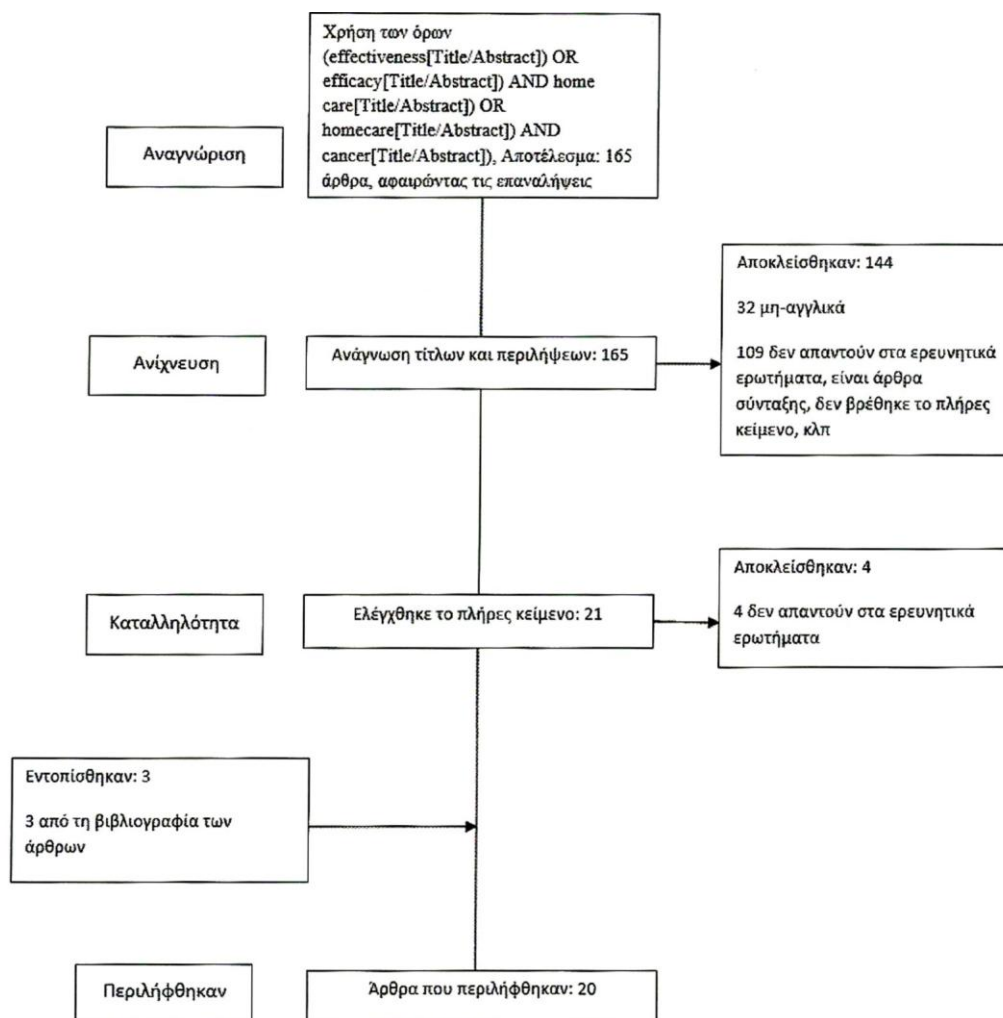 Χρήση των όρων
(effectiveness[Title/Abstract]) OR
efficacy[Title/Abstract]) AND home
care[Title/Abstract]) OR
homecare[Title/Abstract]) AND
cancer[Title/Abstract]), Αποτέλεσμα: 165
άρθρα, αφαιρώντας τις επαναλήψεις
Αναγνώριση
Αποκλείσθηκαν: 144
32 μη-αγγλικά
109 δεν απαντούν στα ερευνητικά
ερωτήματα, είναι άρθρα
σύνταξης, δεν βρέθηκε το πλήρες
κείμενο, κλπ
Ανίχνευση
Ανάγνωση τίτλων και περιλήψεων: 165
Αποκλείσθηκαν: 4
4 δεν απαντούν στα ερευνητικά
ερωτήματα
Καταλληλότητα
Ελέγχθηκε το πλήρες κείμενο: 21
Εντοπίσθηκαν: 3
3 από τη βιβλιογραφία των
άρθρων
Περιλήφθηκαν
Άρθρα που περιλήφθηκαν: 20